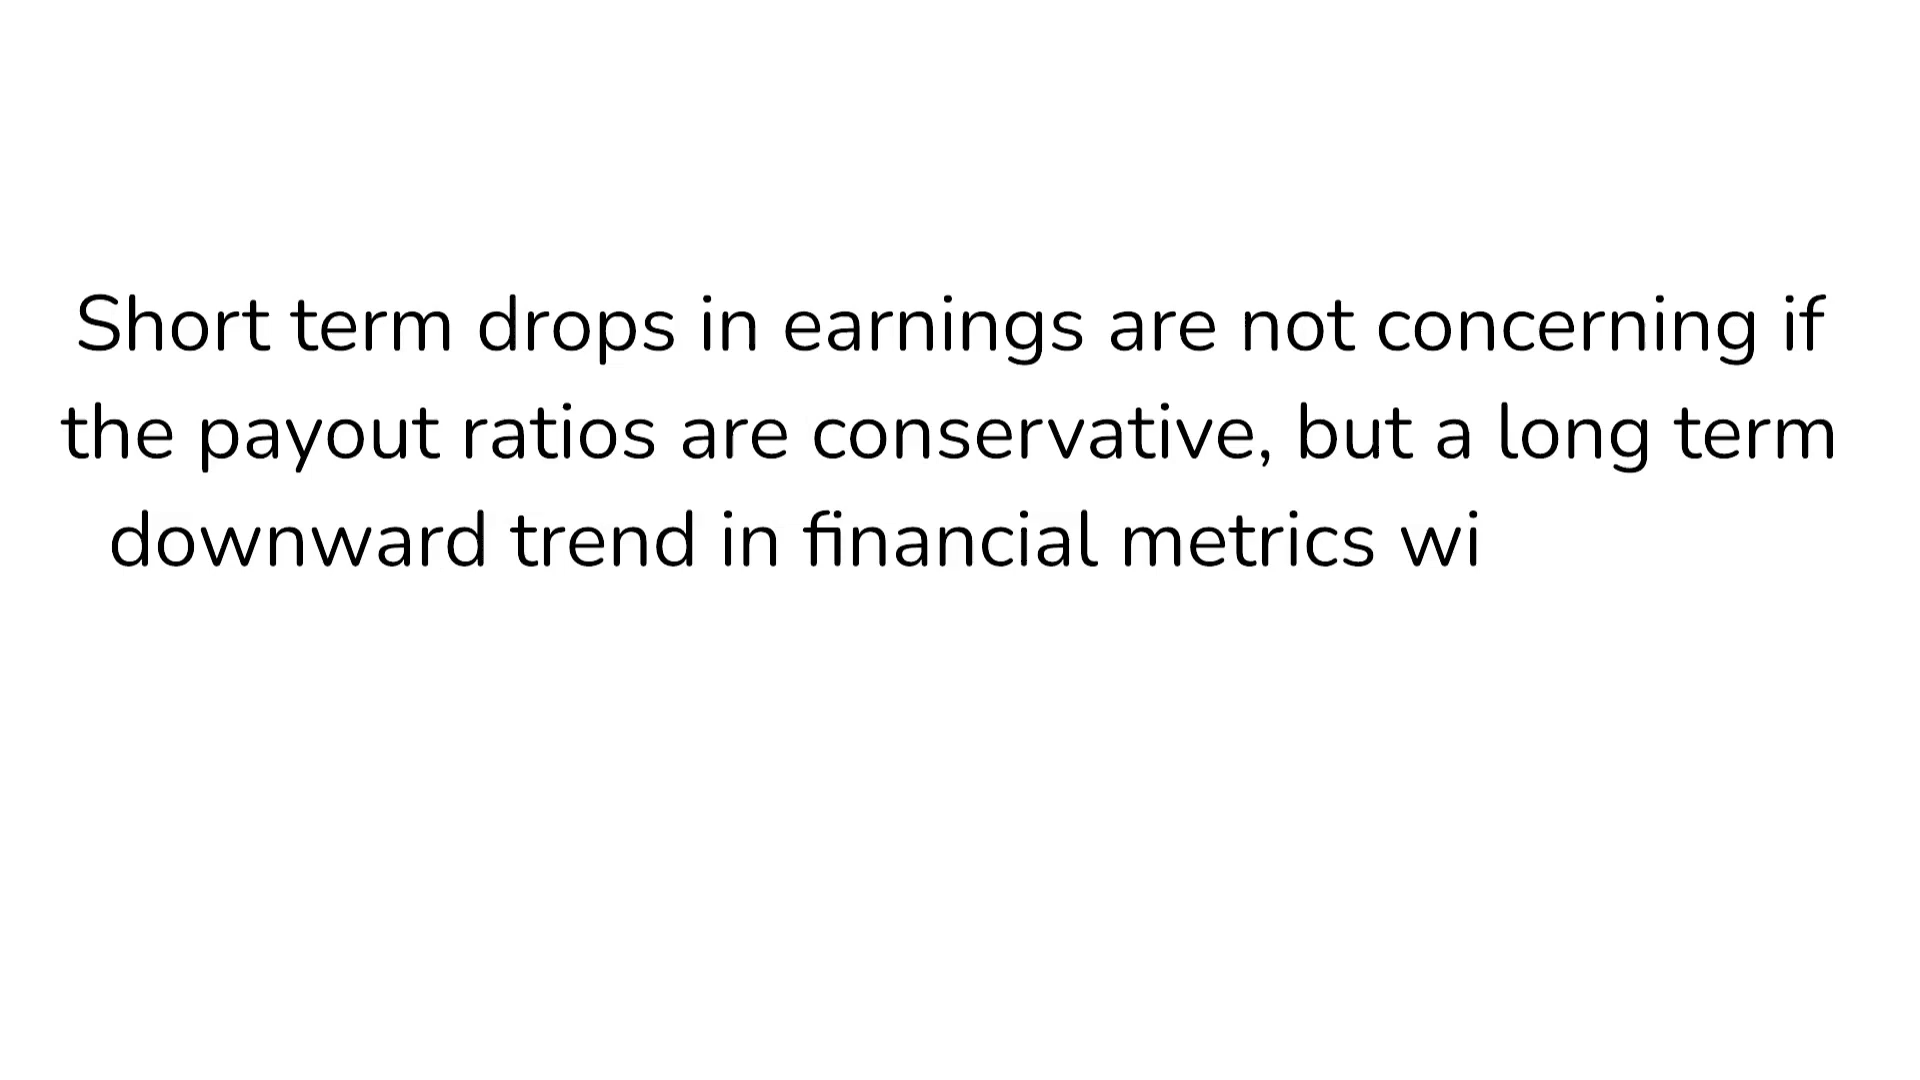 Short term drops in earnings are not concerning if
the payout ratios are conservative, but a long term
downward trend in financial metrics wi